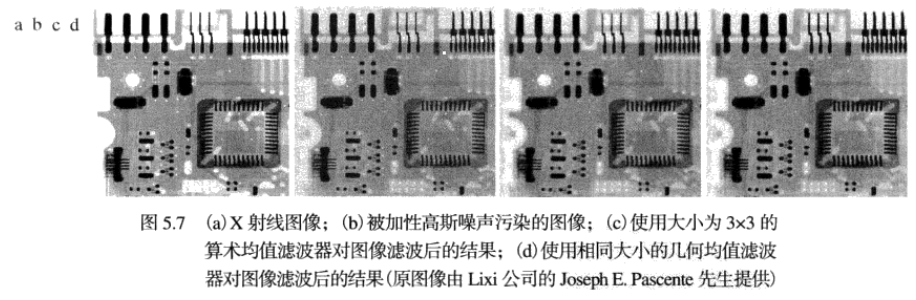 a b c d
图 5.7 (a) X 射线图像；(b) 被加性高斯噪声污染的图像；(c) 使用大小为 3×3 的
算术均值滤波器对图像滤波后的结果；(d) 使用相同大小的几何均值滤波
器对图像滤波后的结果(原图像由 Lixi 公司的 Joseph E. Pascente 先生提供)